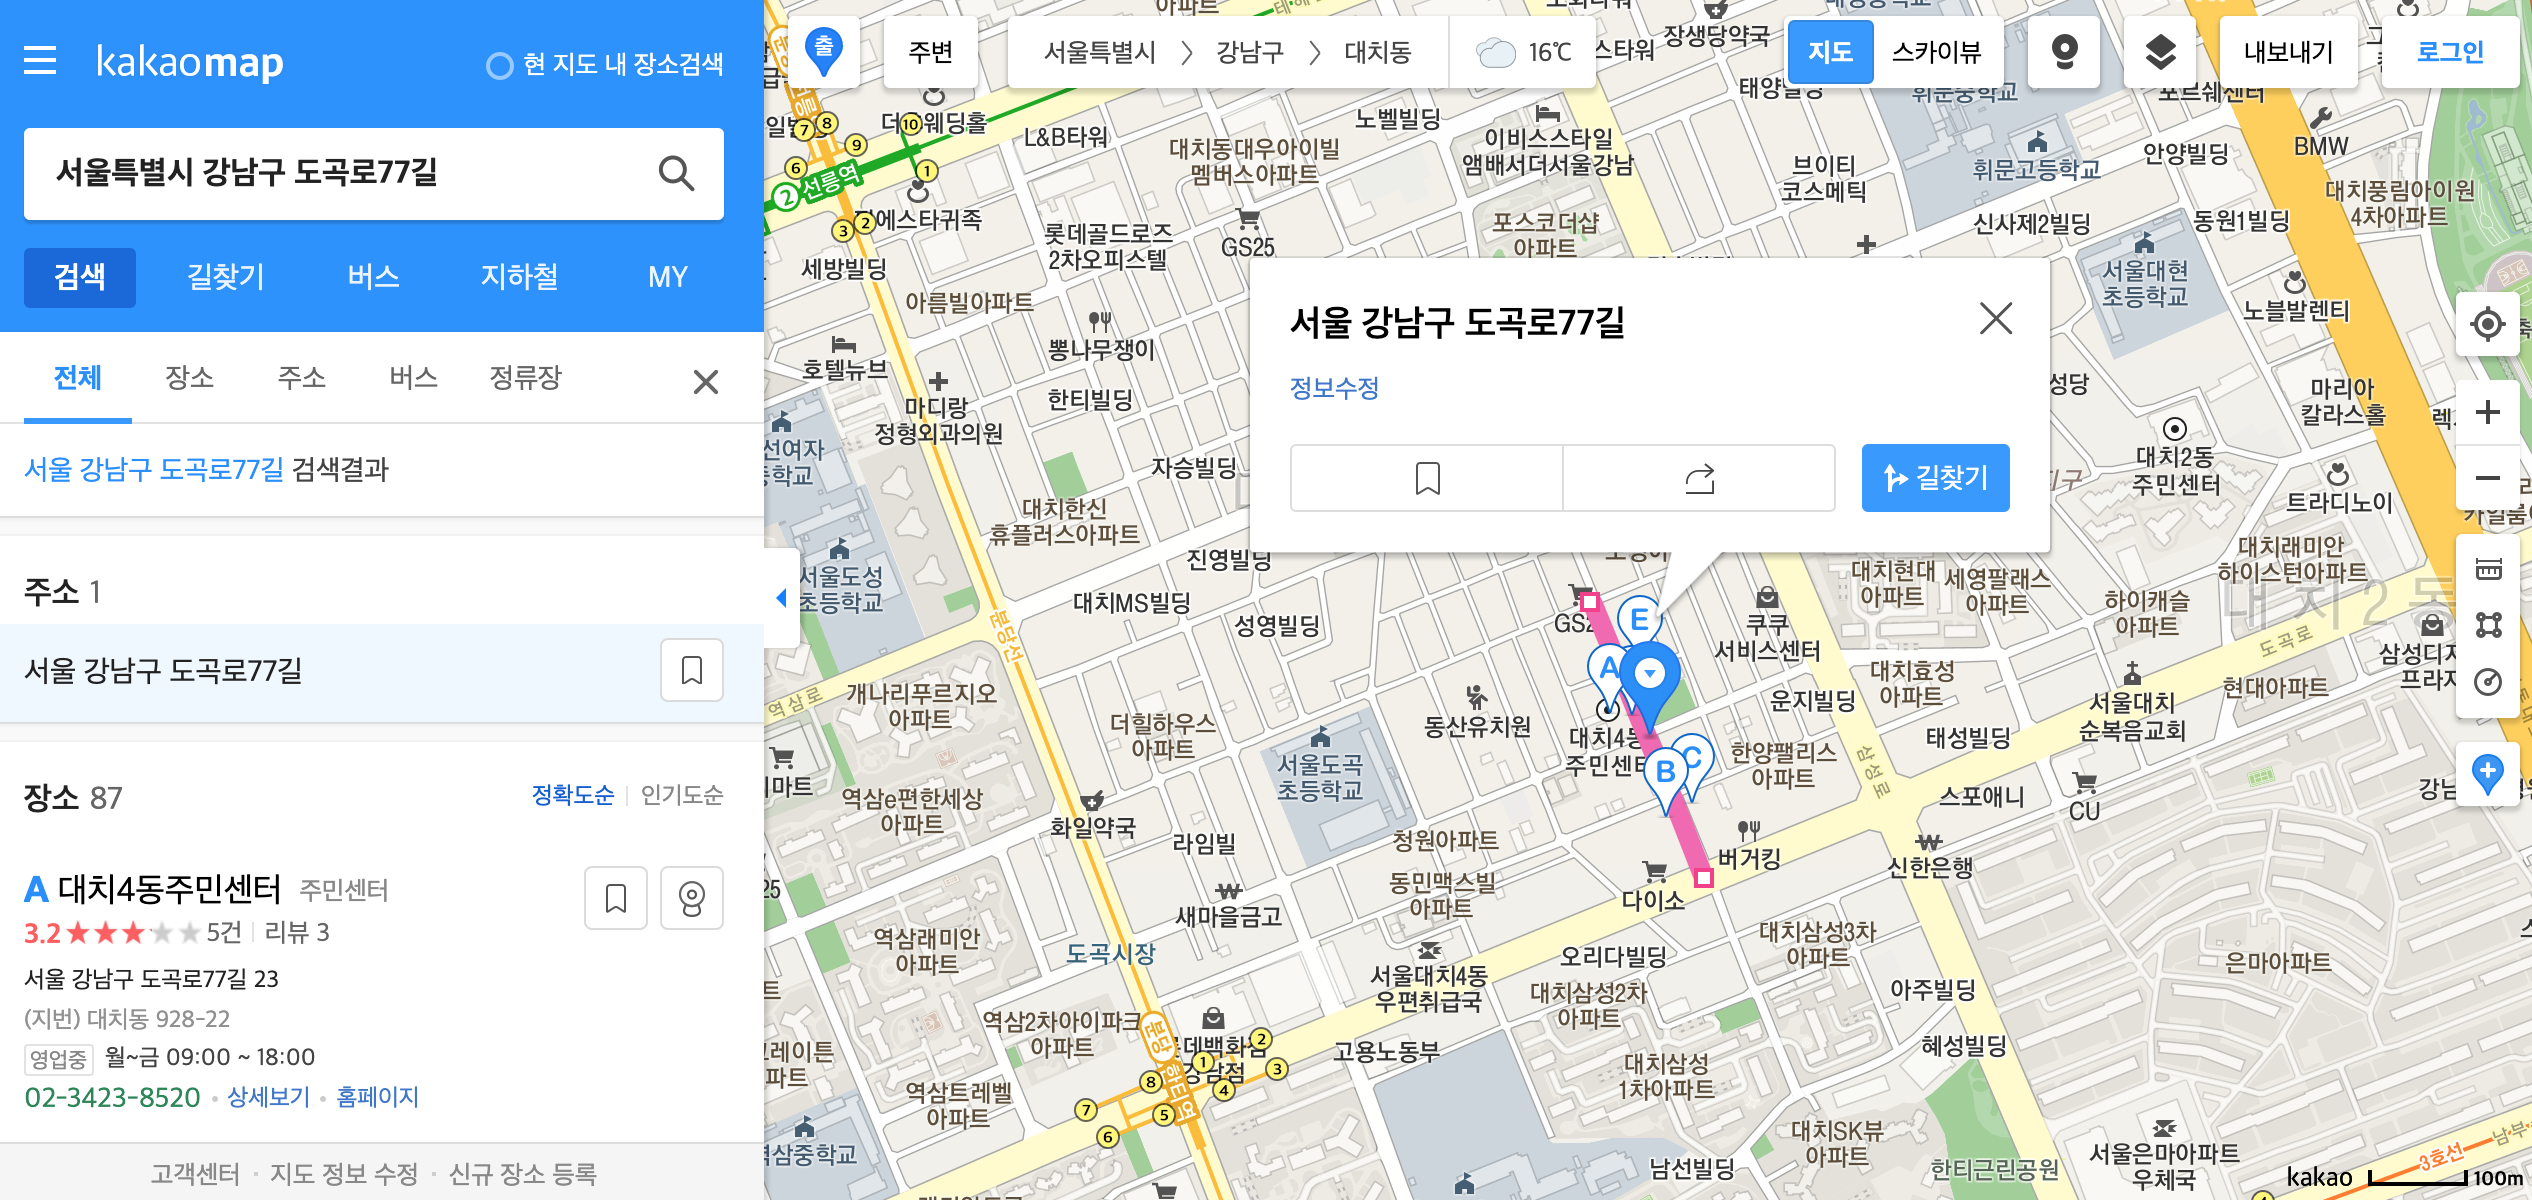 kakaomap
현 지도 내 장소검색
서울특별시 강남구 도곡로77길
검색
길찾기
버스
지하철
MY
전체
장소
주소
버스
정류장
서울 강남구 도곡로77길 검색결과
주소 1
서울 강남구 도곡로77길
장소 87
정확도순
인기도순
A 대치4동주민센터 주민센터
3.2 5건 리뷰 3
서울 강남구 도곡로77길 23
(지번) 대치동 928-22
영업중 월~금 09:00 ~ 18:00
02-3423-8520 · 상세보기 · 홈페이지
고객센터 · 지도 정보 수정 · 신규 장소 등록
출
주변
서울특별시 > 강남구 > 대치동
16℃
지도
스카이뷰
내보내기
로그인
서울 강남구 도곡로77길
정보수정
길찾기
장생당약국
태양빌딩
휘문중학교
포르쉐센터
L&B타워
노벨빌딩
이비스스타일
앰배서더서울강남
대치동대우아이빌
멤버스아파트
브이티
코스메틱
휘문고등학교
안양빌딩
BMW
대치풍림아이원
4차아파트
선릉역
롯데골드로즈
2차오피스텔
GS25
포스코더샵
아파트
신사제2빌딩
동원1빌딩
세방빌딩
서울대현
초등학교
노블발렌티
아름빌아파트
호텔뉴브
뽕나무쟁이
한티빌딩
마디랑
정형외과의원
자승빌딩
마리아
칼라스홀
대치2동
주민센터
트라디노이
대치한신
휴플러스아파트
진영빌딩
서울도성
초등학교
대치MS빌딩
성영빌딩
대치현대
아파트
세영팔래스
아파트
대치래미안
하이스턴아파트
하이캐슬
아파트
대치2동
도곡로
쿠쿠
서비스센터
분당선
역삼로
개나리푸르지오
아파트
더힐하우스
아파트
동산유치원
E
A
B
C
운지빌딩
대치효성
아파트
서울대치
순복음교회
현대아파트
한양팰리스
아파트
삼성로
태성빌딩
서울도곡
초등학교
스포애니
CU
역삼e편한세상
아파트
화일약국
라임빌
청원아파트
버거킹
신한은행
동민맥스빌
아파트
다이소
새마을금고
도곡시장
역삼래미안
아파트
서울대치4동
우편취급국
오리다빌딩
대치삼성3차
아파트
은마아파트
대치삼성2차
아파트
아주빌딩
역삼2차아이파크
아파트
분당
한티역
고용노동부
혜성빌딩
대치삼성
1차아파트
역삼트레벨
아파트
대치SK뷰
아파트
남선빌딩
한티근린공원
서울은마아파트
우체국
3호선
kakao
100m